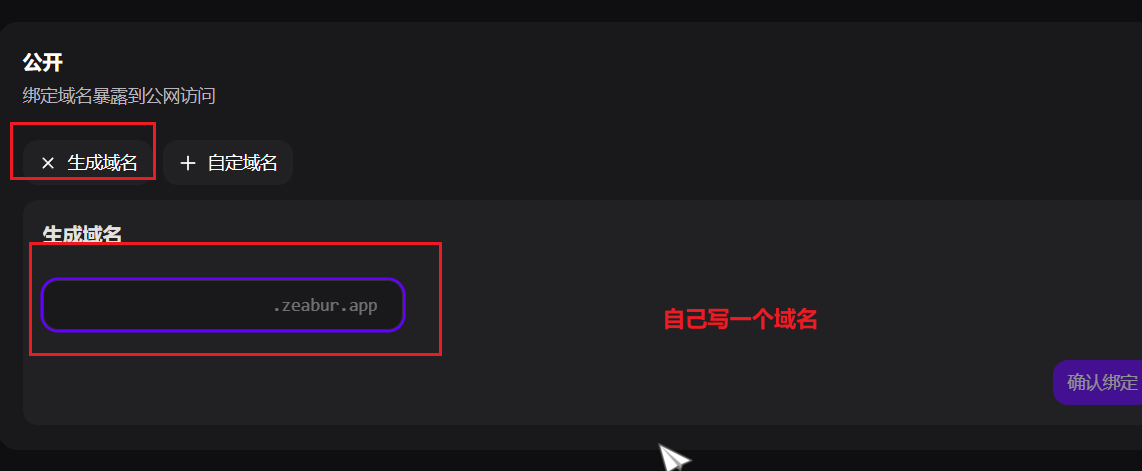 公开
绑定域名暴露到公网访问
生成域名
自定域名
生成域名
.zeabur.app
自己写一个域名
确认绑定